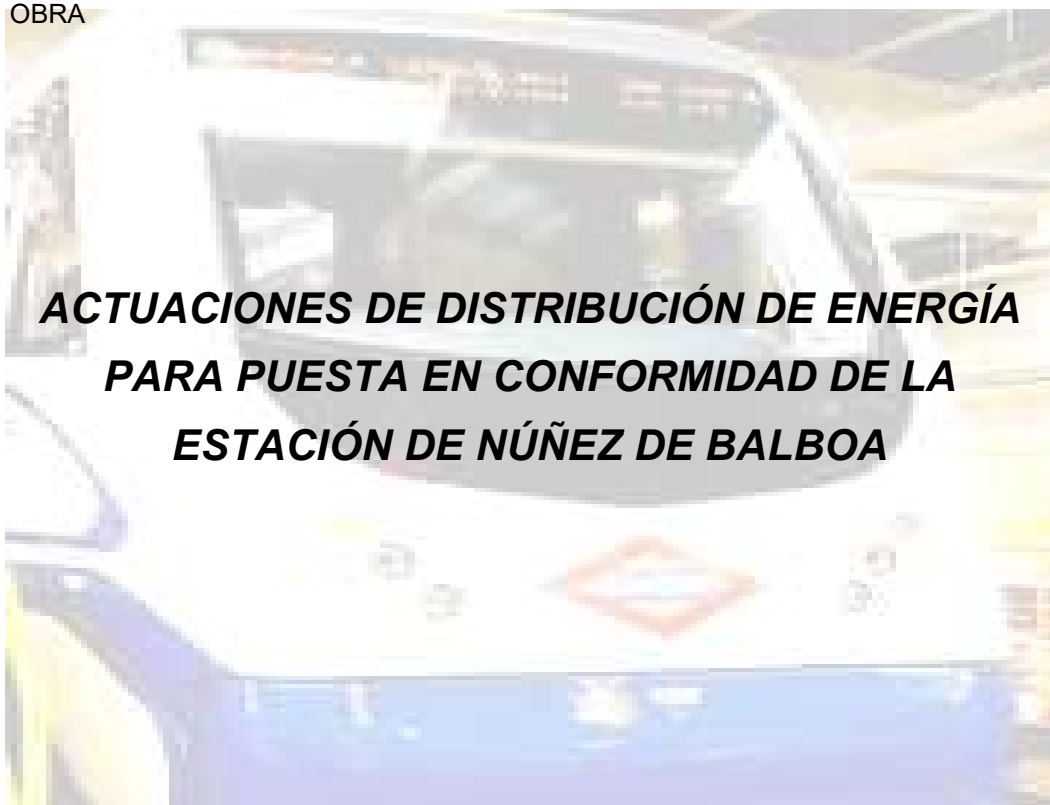 OBRA
ACTUACIONES DE DISTRIBUCIÓN DE ENERGÍA
PARA PUESTA EN CONFORMIDAD DE LA
ESTACIÓN DE NÚÑEZ DE BALBOA